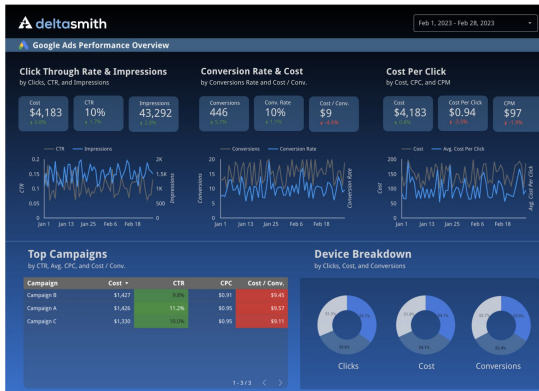 deltasmith
Feb 1, 2023 - Feb 28, 2023
Google Ads Performance Overview
Click Through Rate & Impressions
by Clicks, CTR, and Impressions
Conversion Rate & Cost
by Conversions Rate and Cost / Conv.
Cost Per Click
by Cost, CPC, and CPM
Cost
$4,183
CTR
10%
Impressions
43,292
Conversions
446
Conv. Rate
10%
Cost / Conv.
$9
Cost
$4,183
Cost Per Click
$0.94
CPM
$97
CTR Impressions
0.2
0.15
0.1
0.05
0
CTR
2K
1.5K
1K
500
0
Impressions
Jan 1 Jan 13 Jan 25 Feb 6 Feb 18
Conversions Conversion Rate
20
15
10
5
0
Conversions
Conversion Rate
Jan 1 Jan 13 Jan 25 Feb 6 Feb 18
Cost Avg. Cost Per Click
200
150
100
50
0
Cost
Avg. Cost Per Click
Jan 1 Jan 13 Jan 25 Feb 6 Feb 18
Top Campaigns
by CTR, Avg. CPC, and Cost / Conv.
Campaign Cost CTR CPC Cost / Conv.
Campaign B $1,427 9.8% $0.91 $9.45
Campaign A $1,426 11.2% $0.95 $9.57
Campaign C $1,330 10.0% $0.95 $9.11
1 - 3 / 3 < >
Device Breakdown
by Clicks, Cost, and Conversions
Clicks
Cost
Conversions